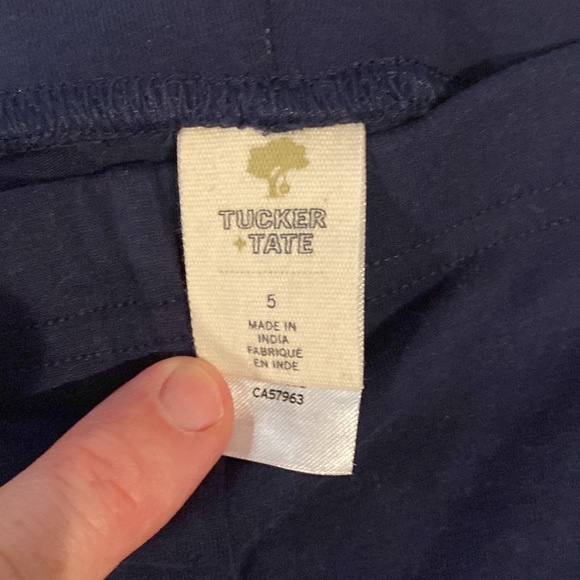 TUCKER
+TATE
5
MADE IN
INDIA
FABRIQUÉ
EN INDE
CA57963